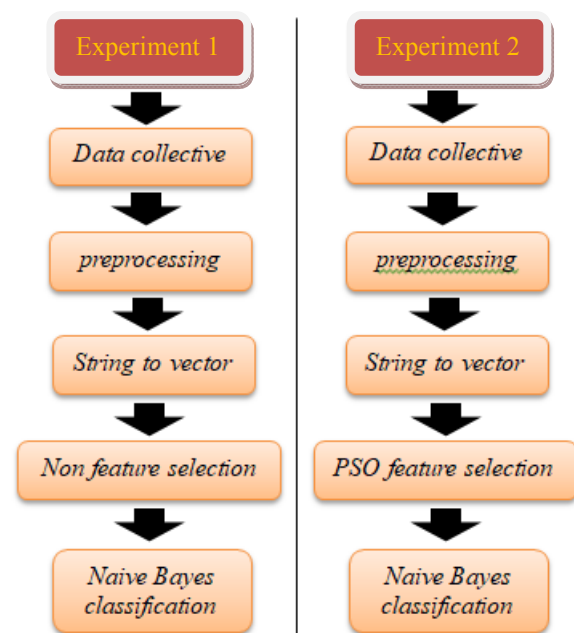 Experiment 1
Data collective
preprocessing
String to vector
Non feature selection
Naive Bayes
classification
Experiment 2
Data collective
preprocessing
String to vector
PSO feature selection
Naive Bayes
classification